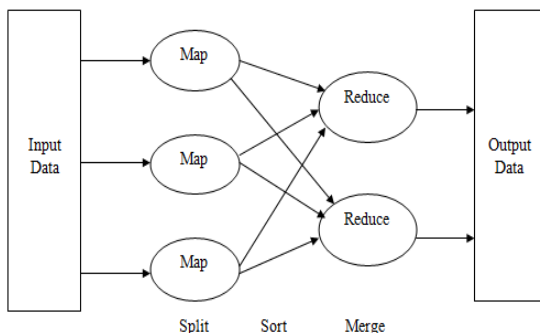 Map
Reduce
Input
Data
Map
Output
Data
Reduce
Map
Split Sort Merge